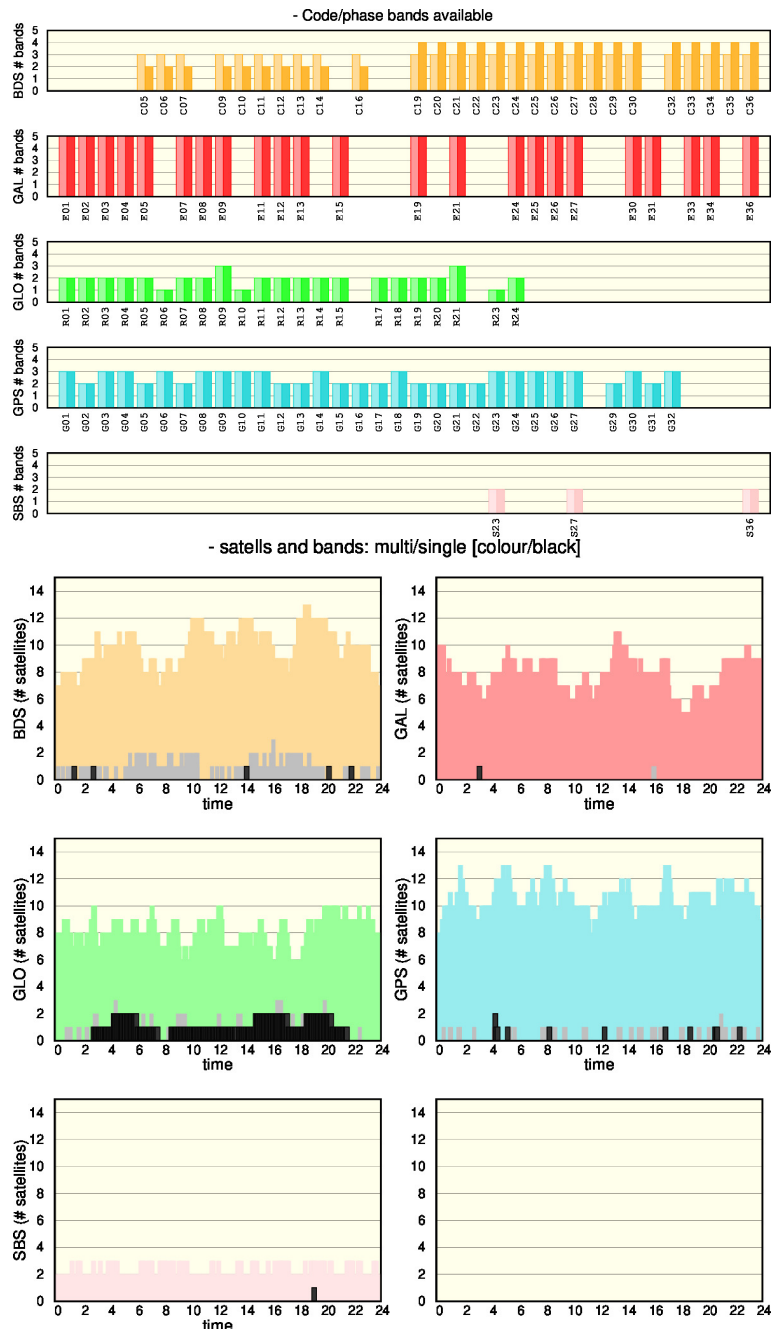 - Code/phase bands available
BDS # bands
5
4
3
2
1
0
C05 C06 C07 C09 C10 C11 C12 C13 C14 C16 C19 C20 C21 C22 C23 C24 C25 C26 C27 C28 C29 C30 C32 C33 C34 C35 C36
GAL # bands
5
4
3
2
1
0
E01 E02 E03 E04 E05 E07 E08 E09 E11 E12 E13 E15 E19 E21 E24 E25 E26 E27 E30 E31 E33 E34 E36
GLO # bands
5
4
3
2
1
0
R01 R02 R03 R04 R05 R06 R07 R08 R09 R10 R11 R12 R14 R15 R17 R18 R19 R20 R21 R23 R24
GPS # bands
5
4
3
2
1
0
G01 G02 G03 G04 G05 G06 G07 G08 G09 G10 G11 G12 G13 G14 G15 G16 G17 G18 G19 G20 G21 G22 G23 G24 G25 G26 G27 G29 G30 G31 G32
SBS # bands
5
4
3
2
1
0
S23 S27 S36
- satells and bands: multi/single [colour/black]
BDS (# satellites)
14
12
10
8
6
4
2
0
0 2 4 6 8 10 12 14 16 18 20 22 24
time
GAL (# satellites)
14
12
10
8
6
4
2
0
0 2 4 6 8 10 12 14 16 18 20 22 24
time
GLO (# satellites)
14
12
10
8
6
4
2
0
0 2 4 6 8 10 12 14 16 18 20 22 24
time
GPS (# satellites)
14
12
10
8
6
4
2
0
0 2 4 6 8 10 12 14 16 18 20 22 24
time
SBS (# satellites)
14
12
10
8
6
4
2
0
0 2 4 6 8 10 12 14 16 18 20 22 24
time
14
12
10
8
6
4
2
0
0 2 4 6 8 10 12 14 16 18 20 22 24